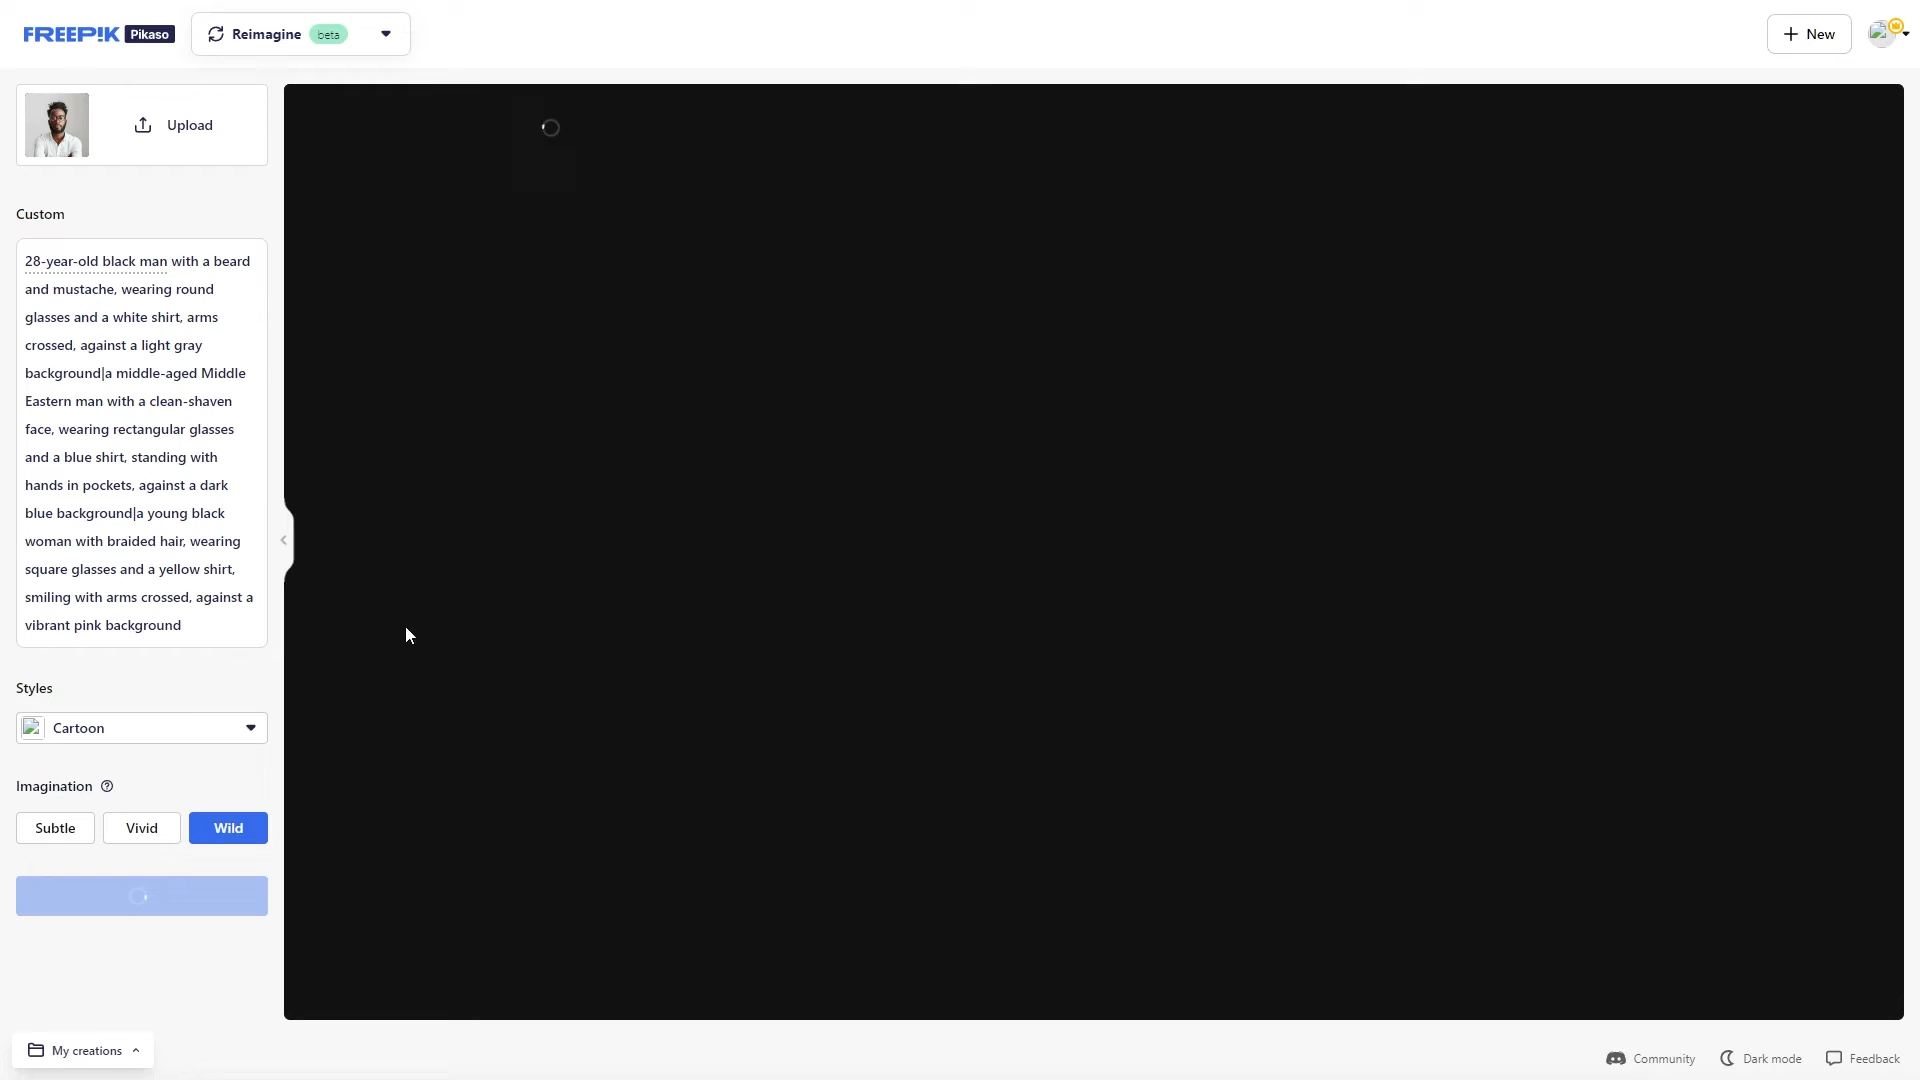 FREEP!K Pikaso
Reimagine beta
New
Upload
Custom
28-year-old black man with a beard
and mustache, wearing round
glasses and a white shirt, arms
crossed, against a light gray
background|a middle-aged Middle
Eastern man with a clean-shaven
face, wearing rectangular glasses
and a blue shirt, standing with
hands in pockets, against a dark
blue background|a young black
woman with braided hair, wearing
square glasses and a yellow shirt,
smiling with arms crossed, against a
vibrant pink background
Styles
Cartoon
Imagination
Subtle Vivid Wild
My creations
Community Dark mode Feedback